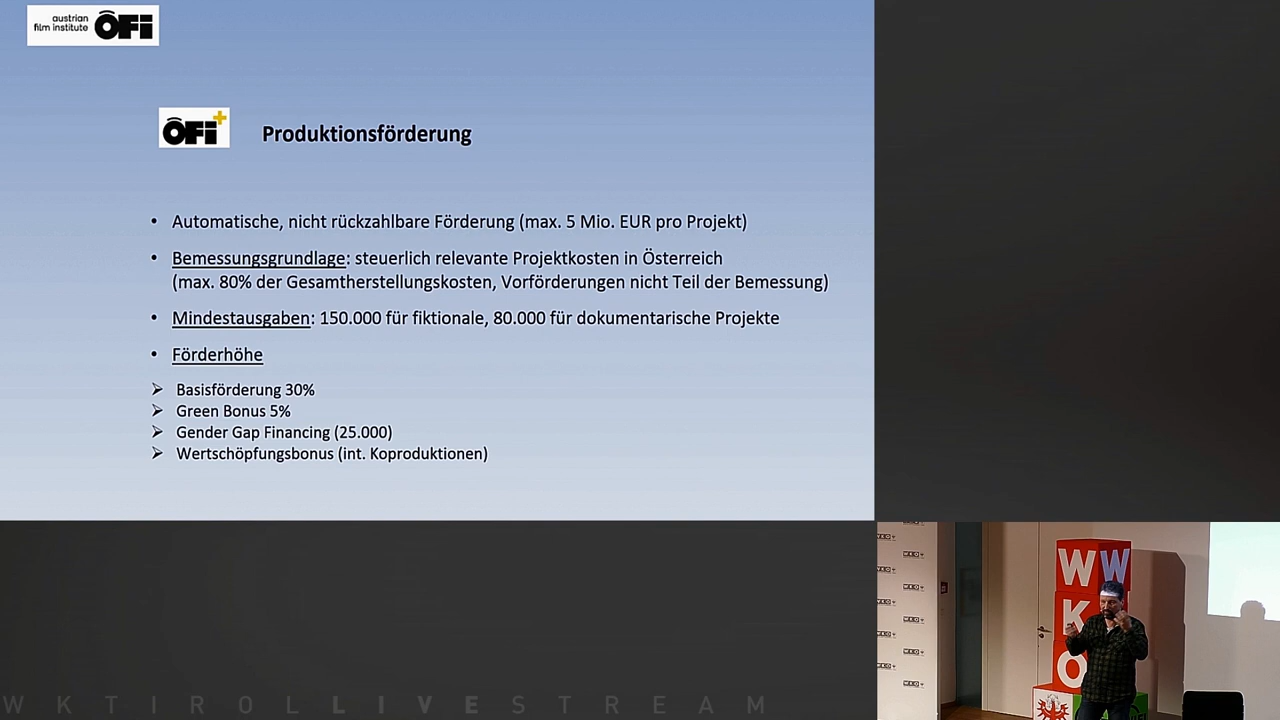 austrian
film institute ÖFi
ÖFi+ Produktionsförderung
• Automatische, nicht rückzahlbare Förderung (max. 5 Mio. EUR pro Projekt)
• Bemessungsgrundlage: steuerlich relevante Projektkosten in Österreich
(max. 80% der Gesamtherstellungskosten, Vorförderungen nicht Teil der Bemessung)
• Mindestausgaben: 150.000 für fiktionale, 80.000 für dokumentarische Projekte
• Förderhöhe
➢ Basisförderung 30%
➢ Green Bonus 5%
➢ Gender Gap Financing (25.000)
➢ Wertschöpfungsbonus (int. Koproduktionen)
W W
K
O
WKTIROLLIVESTREAM